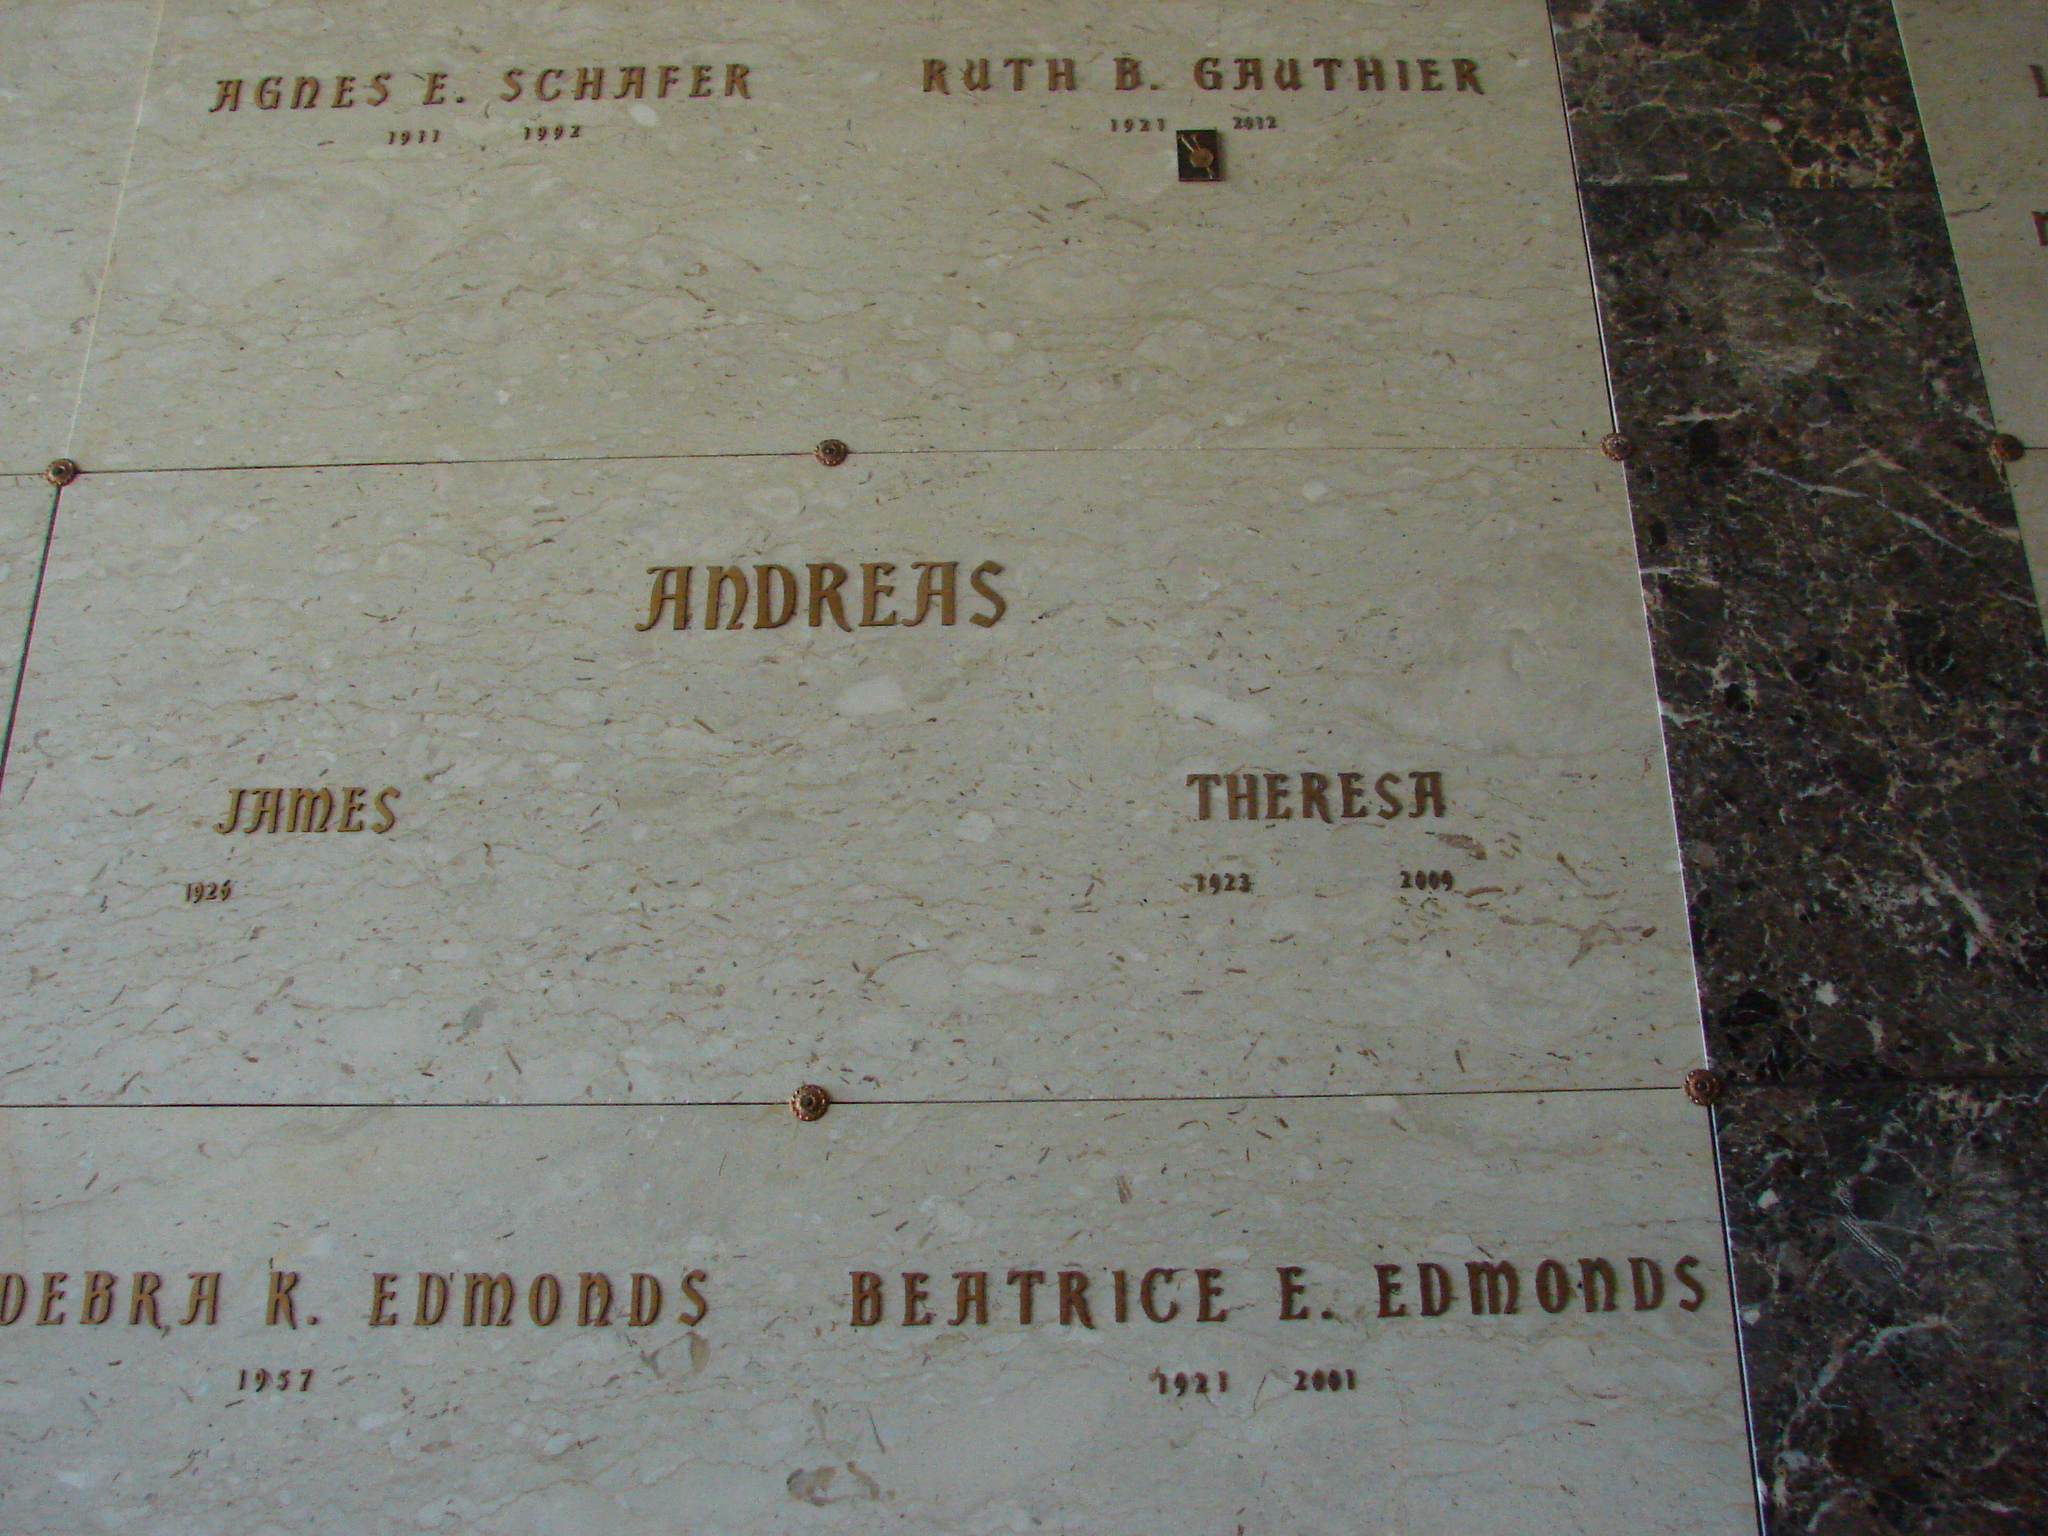 AGNES E. SCHAFER
1911 1992
RUTH B. GAUTHIER
1921 2012
ANDREAS
JAMES
1926
THERESA
1923 2009
DEBRA K. EDMONDS
1957
BEATRICE E. EDMONDS
1921 2001